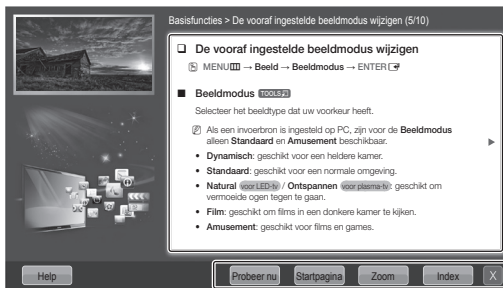 Basisfuncties > De vooraf ingestelde beeldmodus wijzigen (5/10)
❑ De vooraf ingestelde beeldmodus wijzigen
MENU → Beeld → Beeldmodus → ENTER
■ Beeldmodus TOOLS
Selecteer het beeldtype dat uw voorkeur heeft.
Als een invoerbron is ingesteld op PC, zijn voor de Beeldmodus
alleen Standaard en Amusement beschikbaar.
• Dynamisch: geschikt voor een heldere kamer.
• Standaard: geschikt voor een normale omgeving.
• Natural voor LED-tv / Ontspannen voor plasma-tv: geschikt om
vermoeide ogen tegen te gaan.
• Film: geschikt om films in een donkere kamer te kijken.
• Amusement: geschikt voor films en games.
Help Probeer nu Startpagina Zoom Index X